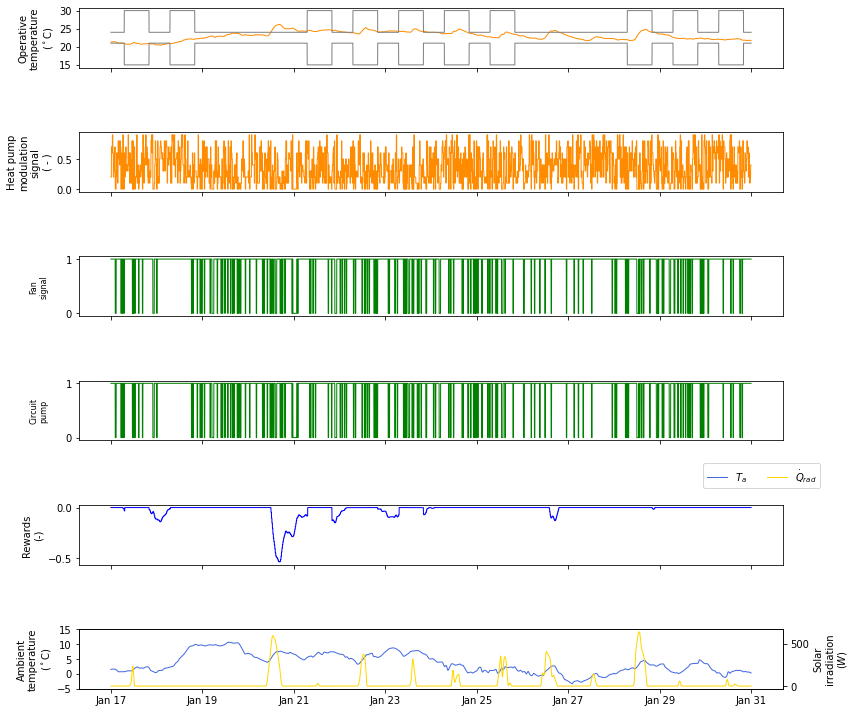 Operative
temperature
(°C)
30
25
20
15
Heat pump
modulation
signal
( - )
0.5
0.0
Fan
signal
1
0
Circuit
pump
1
0
T_a
Q̇_rad
Rewards
(-)
0.0
−0.5
Ambient
temperature
(°C)
15
10
5
0
−5
500
0
Solar
irradiation
(W)
Jan 17 Jan 19 Jan 21 Jan 23 Jan 25 Jan 27 Jan 29 Jan 31